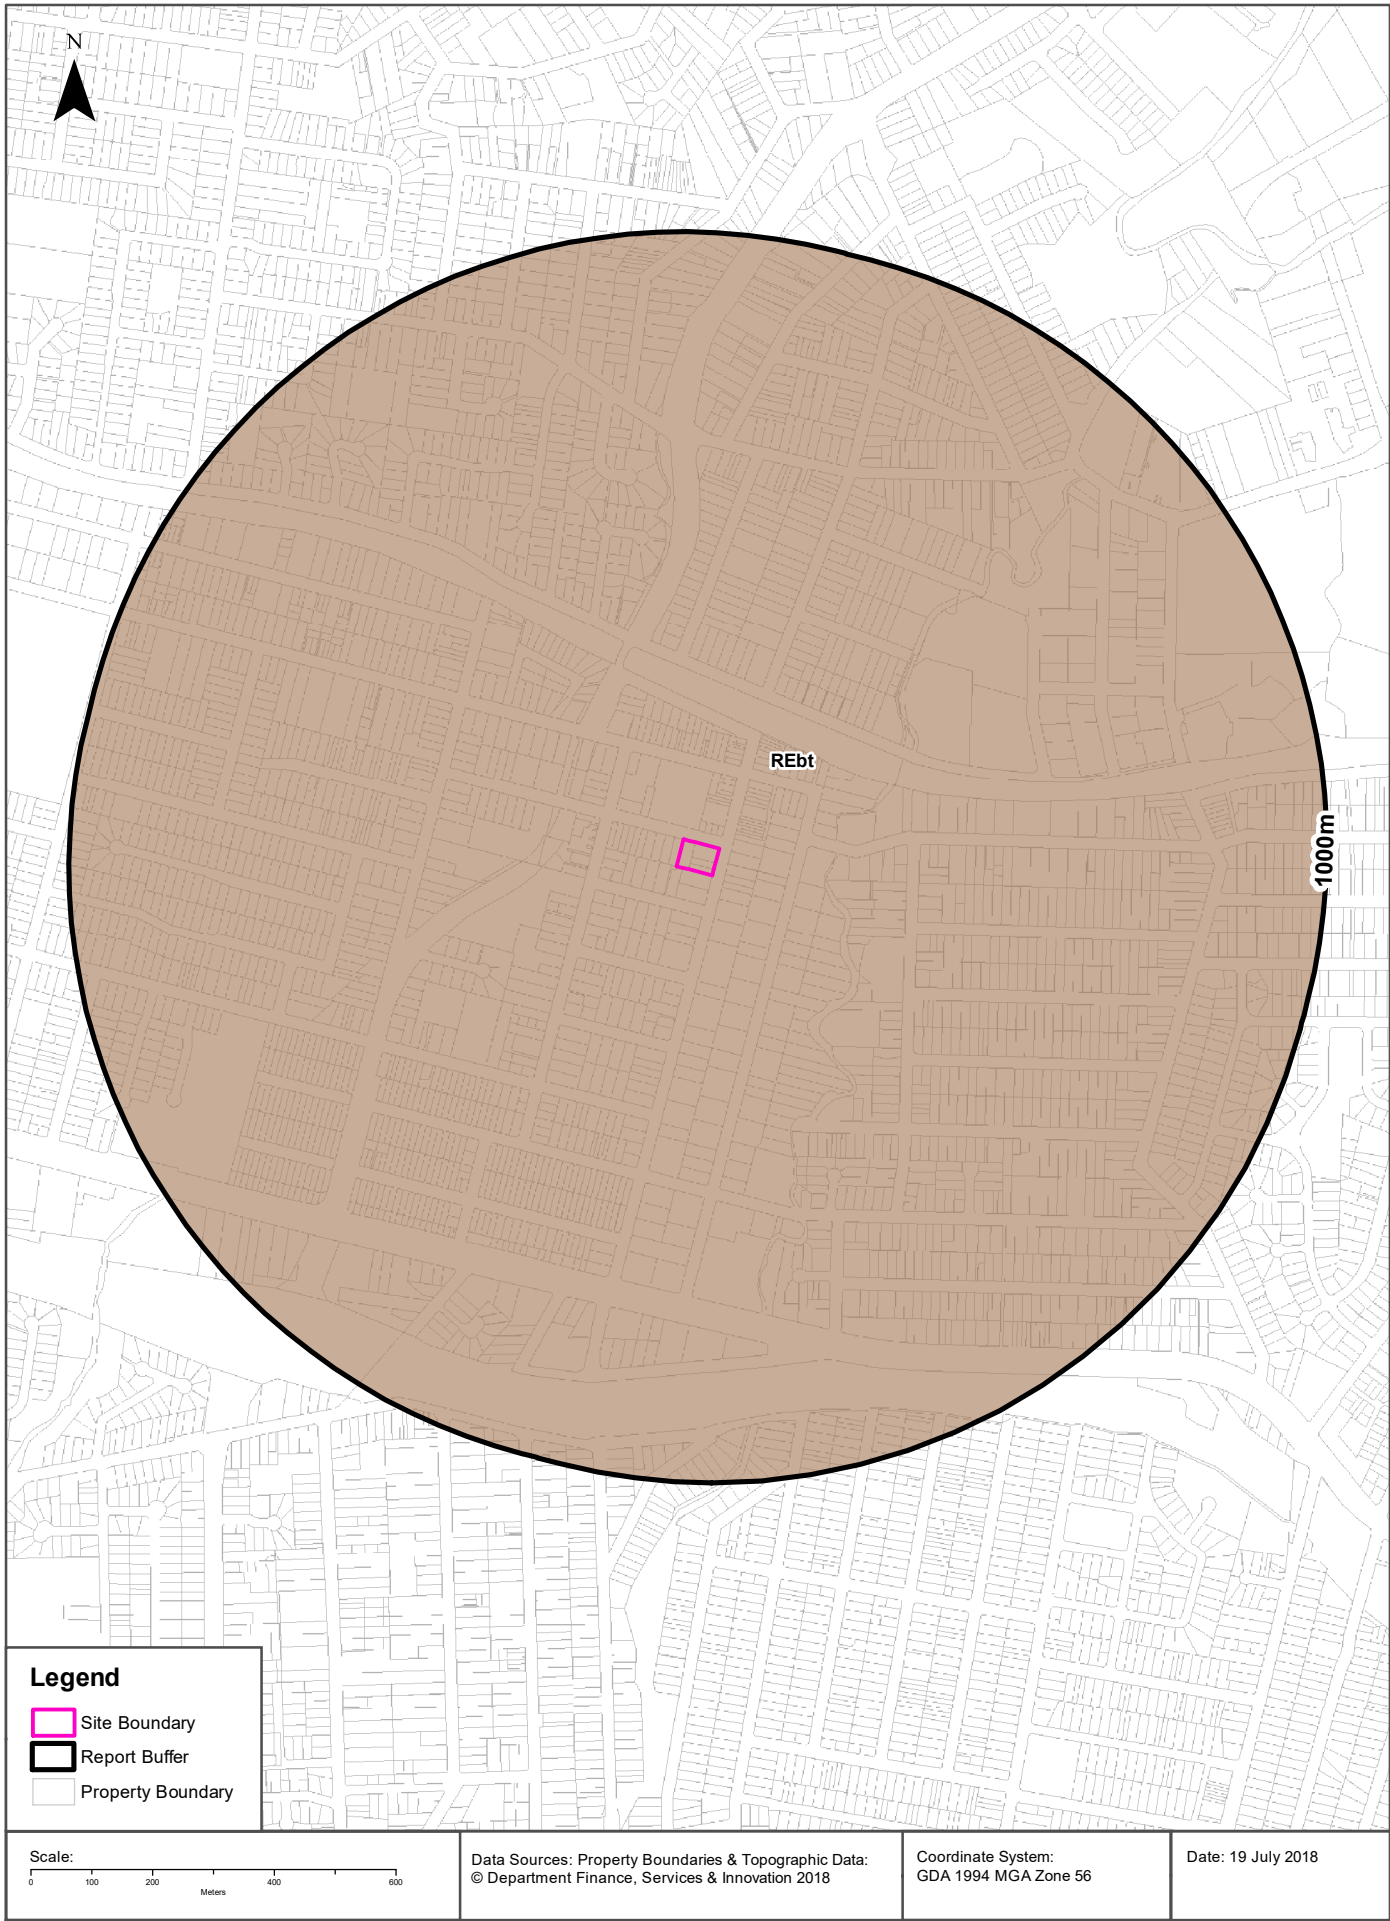 N
REbt
1000m
Legend
Site Boundary
Report Buffer
Property Boundary
Scale:
0 100 200 400 600
Meters
Data Sources: Property Boundaries & Topographic Data:
© Department Finance, Services & Innovation 2018
Coordinate System:
GDA 1994 MGA Zone 56
Date: 19 July 2018